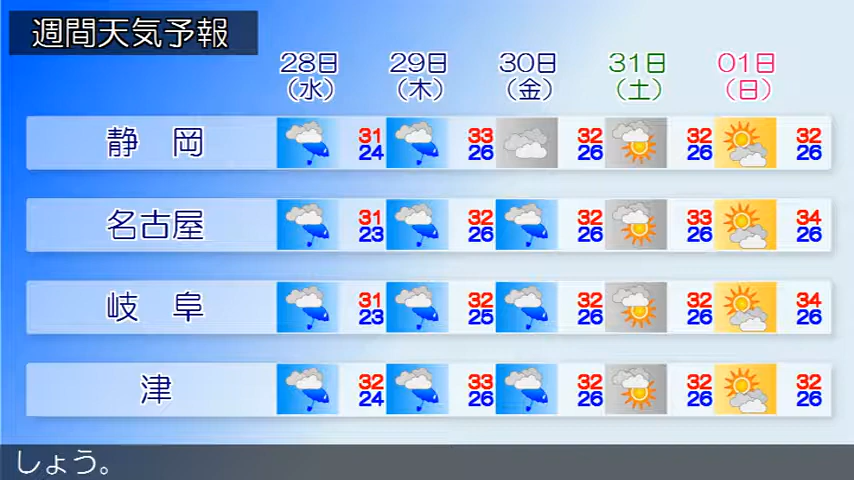 週間天気予報
28日 29日 30日 31日 01日
(水) (木) (金) (土) (日)
静岡 31 24 33 26 32 26 32 26 32 26
名古屋 31 23 32 26 32 26 33 26 34 26
岐阜 31 23 32 25 32 26 32 26 34 26
津 32 24 33 26 32 26 32 26 32 26
しょう。